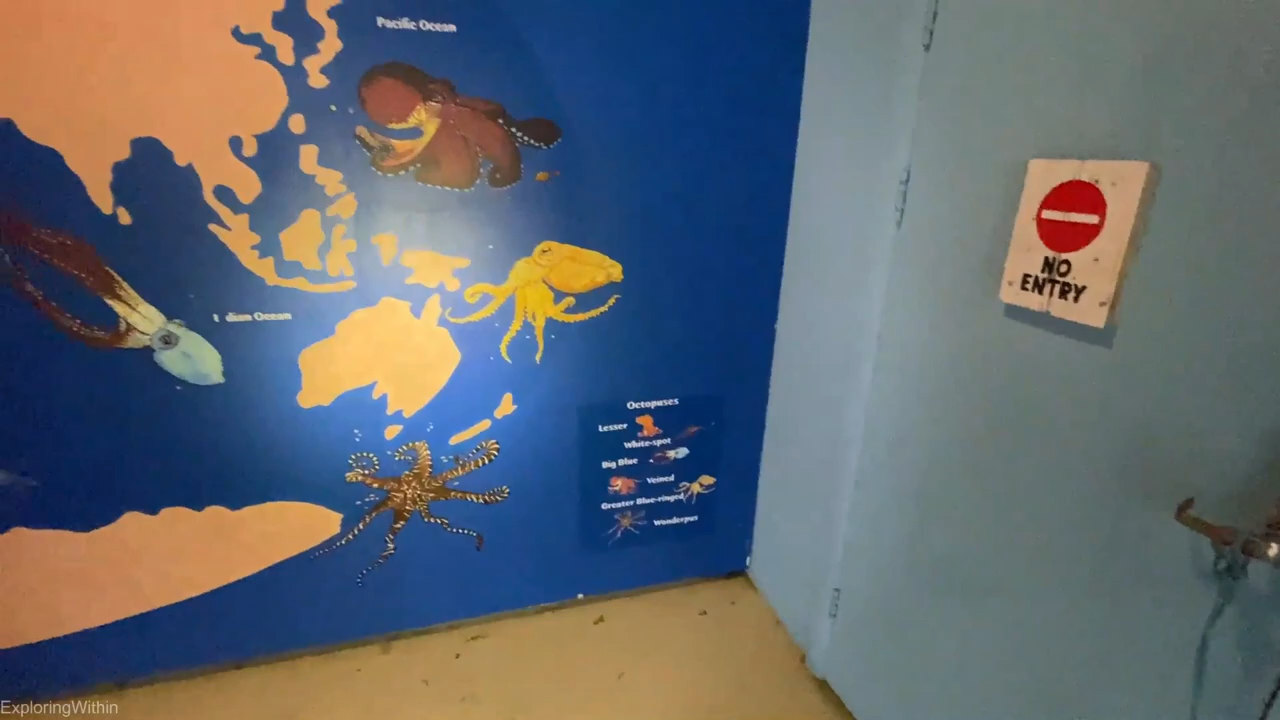 Pacific Ocean
I dian Ocean
Octopuses
Lesser
White-spot
Big Blue
Veined
Greater Blue-ringed
Wonderpus
NO
ENTRY
ExploringWithin